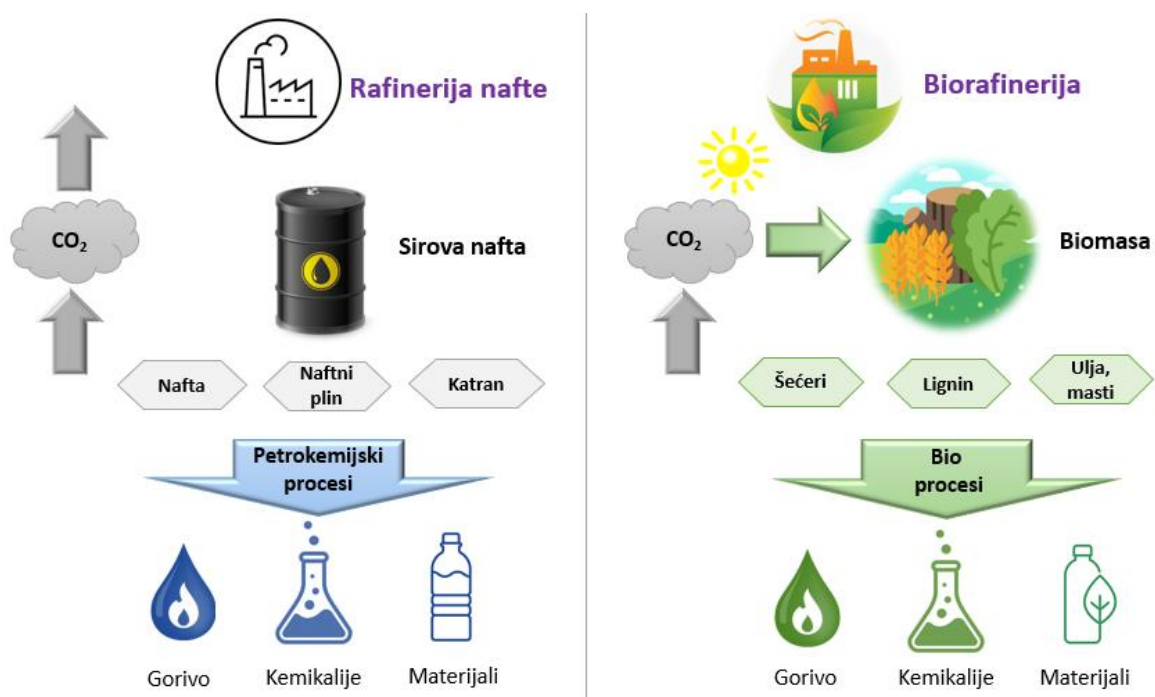 Rafinerija nafte
CO2
Sirova nafta
Nafta
Naftni
plin
Katran
Petrokemijski
procesi
Gorivo
Kemikalije
Materijali
Biorafinerija
CO2
Biomasa
Šećeri
Lignin
Ulja,
masti
Bio
procesi
Gorivo
Kemikalije
Materijali